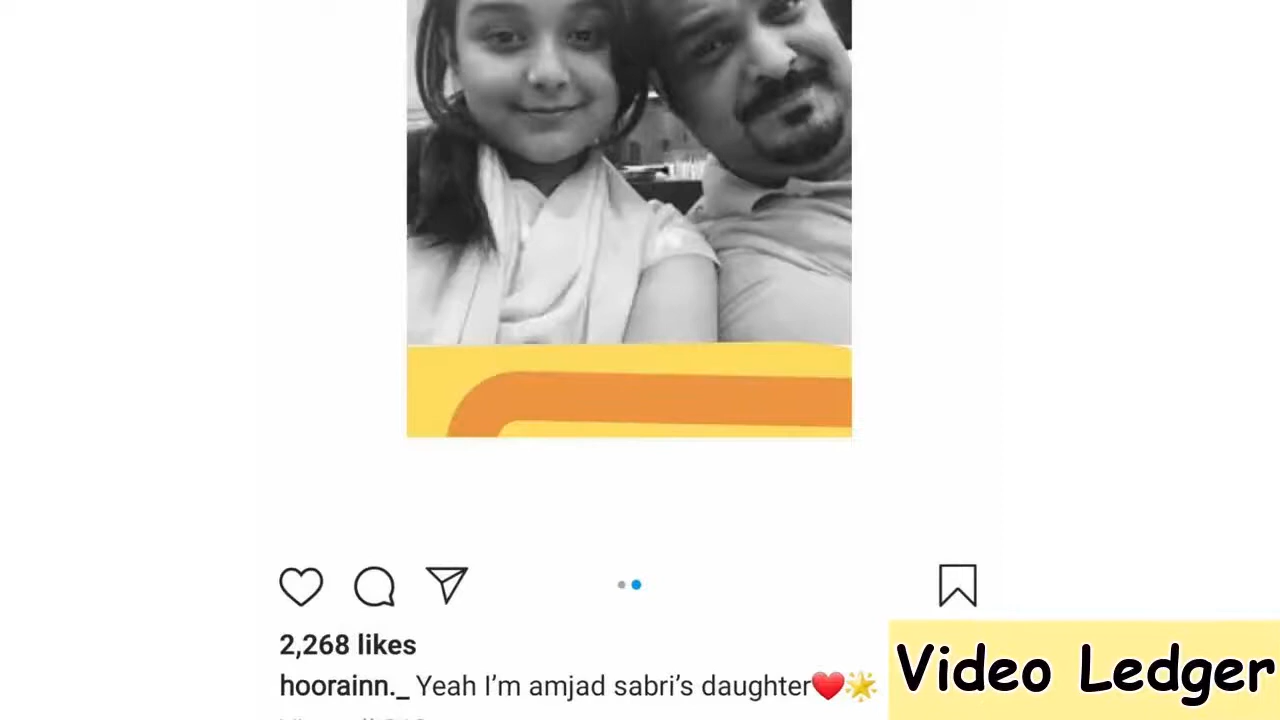 2,268 likes
hoorainn._ Yeah I’m amjad sabri’s daughter❤️🌟
Video Ledger